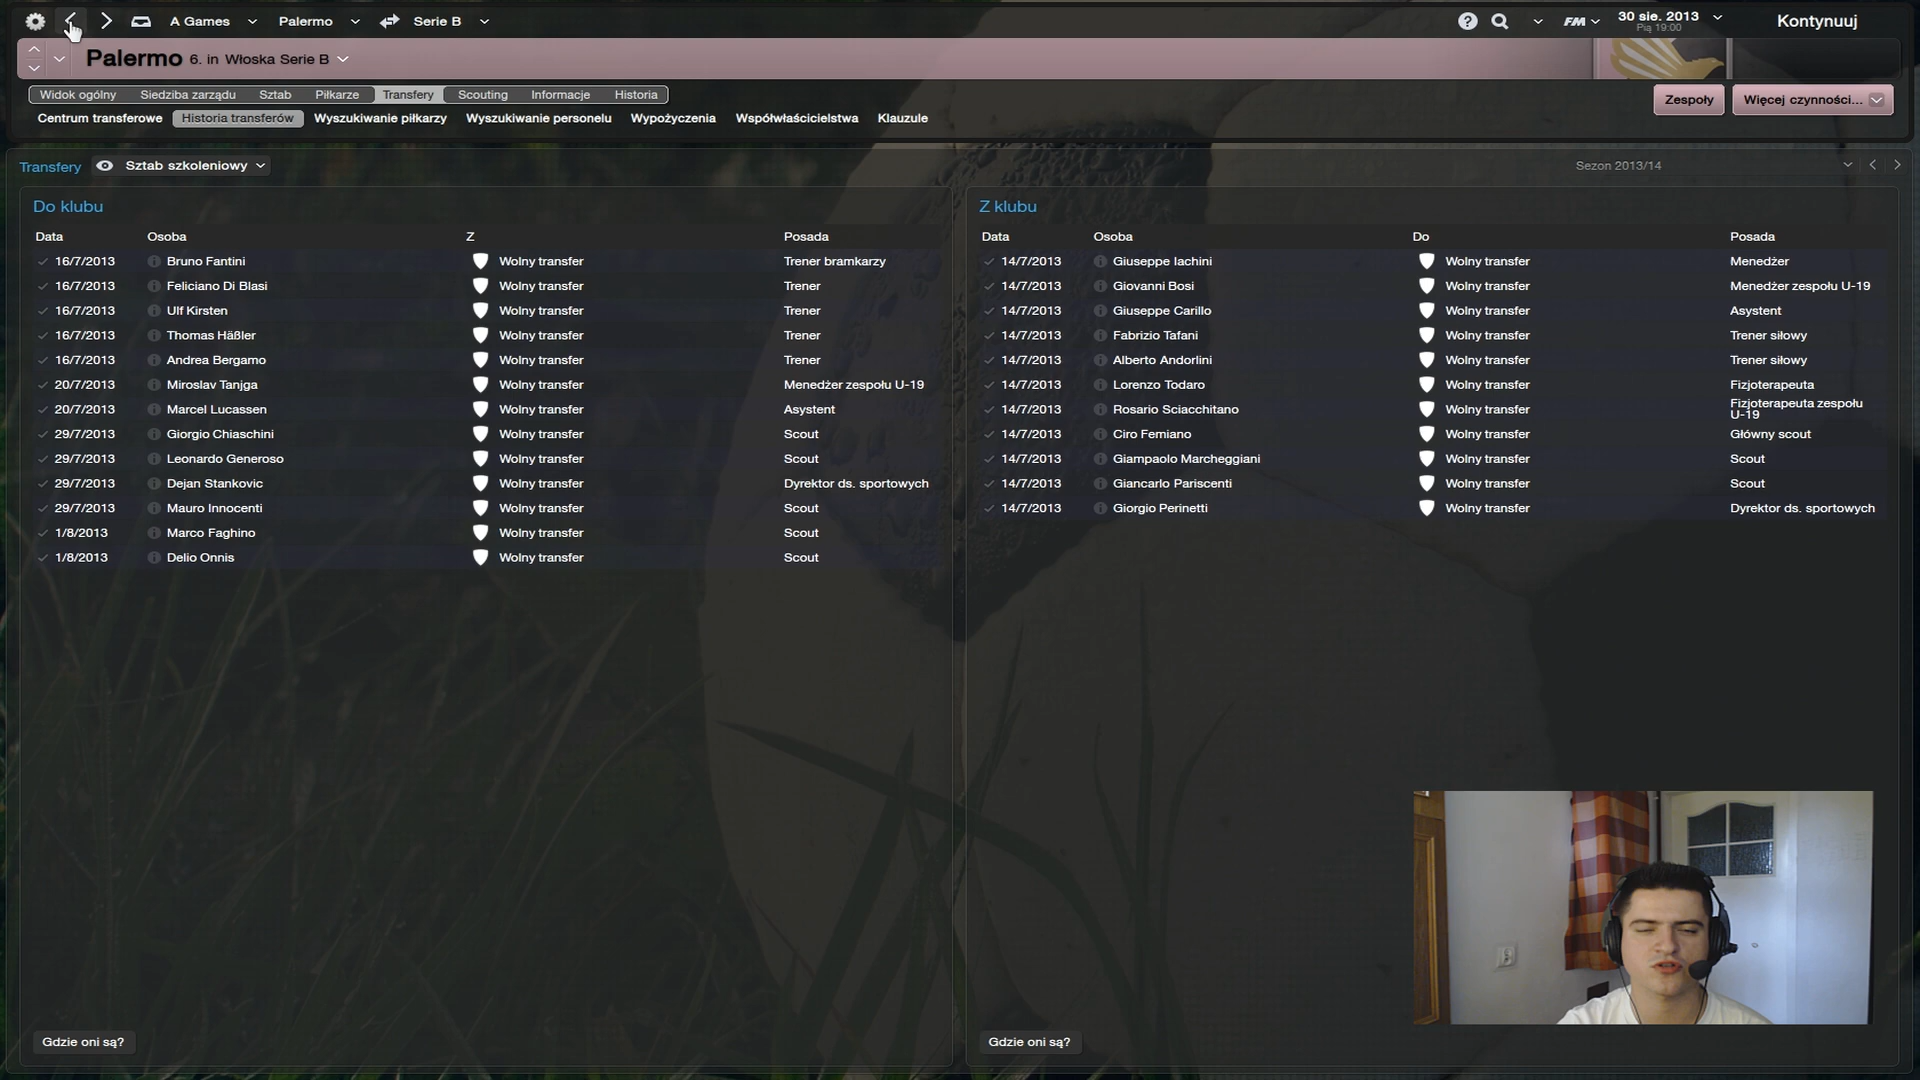 A Games Palermo Serie B ? FM 30 sie. 2013 Kontynuuj
Pią 19:00
Palermo 6. in Włoska Serie B
Widok ogólny Siedziba zarządu Sztab Piłkarze Transfery Scouting Informacje Historia Zespoły Więcej czynności...
Centrum transferowe Historia transferów Wyszukiwanie piłkarzy Wyszukiwanie personelu Wypożyczenia Współwłaścicielstwa Klauzule
Transfery Sztab szkoleniowy Sezon 2013/14
Do klubu
Data Osoba Z Posada
16/7/2013 Bruno Fantini Wolny transfer Trener bramkarzy
16/7/2013 Feliciano Di Blasi Wolny transfer Trener
16/7/2013 Ulf Kirsten Wolny transfer Trener
16/7/2013 Thomas Häßler Wolny transfer Trener
16/7/2013 Andrea Bergamo Wolny transfer Trener
20/7/2013 Miroslav Tanjga Wolny transfer Menedżer zespołu U-19
20/7/2013 Marcel Lucassen Wolny transfer Asystent
29/7/2013 Giorgio Chiaschini Wolny transfer Scout
29/7/2013 Leonardo Generoso Wolny transfer Scout
29/7/2013 Dejan Stankovic Wolny transfer Dyrektor ds. sportowych
29/7/2013 Mauro Innocenti Wolny transfer Scout
1/8/2013 Marco Faghino Wolny transfer Scout
1/8/2013 Delio Onnis Wolny transfer Scout
Gdzie oni są?
Z klubu
Data Osoba Do Posada
14/7/2013 Giuseppe Iachini Wolny transfer Menedżer
14/7/2013 Giovanni Bosi Wolny transfer Menedżer zespołu U-19
14/7/2013 Giuseppe Carillo Wolny transfer Asystent
14/7/2013 Fabrizio Tafani Wolny transfer Trener siłowy
14/7/2013 Alberto Andorlini Wolny transfer Trener siłowy
14/7/2013 Lorenzo Todaro Wolny transfer Fizjoterapeuta
14/7/2013 Rosario Sciacchitano Wolny transfer Fizjoterapeuta zespołu
U-19
14/7/2013 Ciro Femiano Wolny transfer Główny scout
14/7/2013 Giampaolo Marcheggiani Wolny transfer Scout
14/7/2013 Giancarlo Pariscenti Wolny transfer Scout
14/7/2013 Giorgio Perinetti Wolny transfer Dyrektor ds. sportowych
Gdzie oni są?